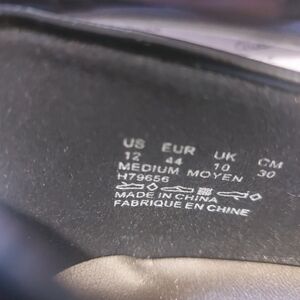 US EUR UK CM
12 44 10 30
MEDIUM MOYEN
H79656
MADE IN CHINA
FABRIQUE EN CHINE